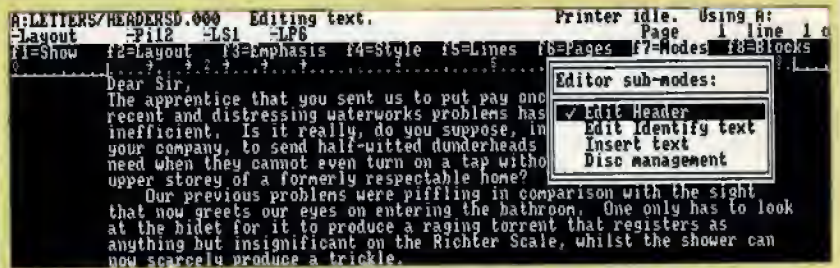 A:LETTERS/HEADERSD.000 Editing text. Printer idle. Using A:
-Layout -Pi12 -LS1 -LP6 Page 1 line 1 o
f1=Show f2=Layout f3=Emphasis f4=Style f5=Lines f6=Pages f7=Modes f8=Blocks
Editor sub-modes:
✓ Edit Header
Edit Identify text
Insert text
Disc management
Dear Sir,
The apprentice that you sent us to put pay onc
recent and distressing waterworks problems has
inefficient. Is it really, do you suppose, in
your company, to send half-witted dunderheads
need when they cannot even turn on a tap witho
upper storey of a formerly respectable home?
Our previous problems were piffling in comparison with the sight
that now greets our eyes on entering the bathroom. One only has to look
at the bidet for it to produce a raging torrent that registers as
anything but insignificant on the Richter Scale, whilst the shower can
now scarcely produce a trickle.